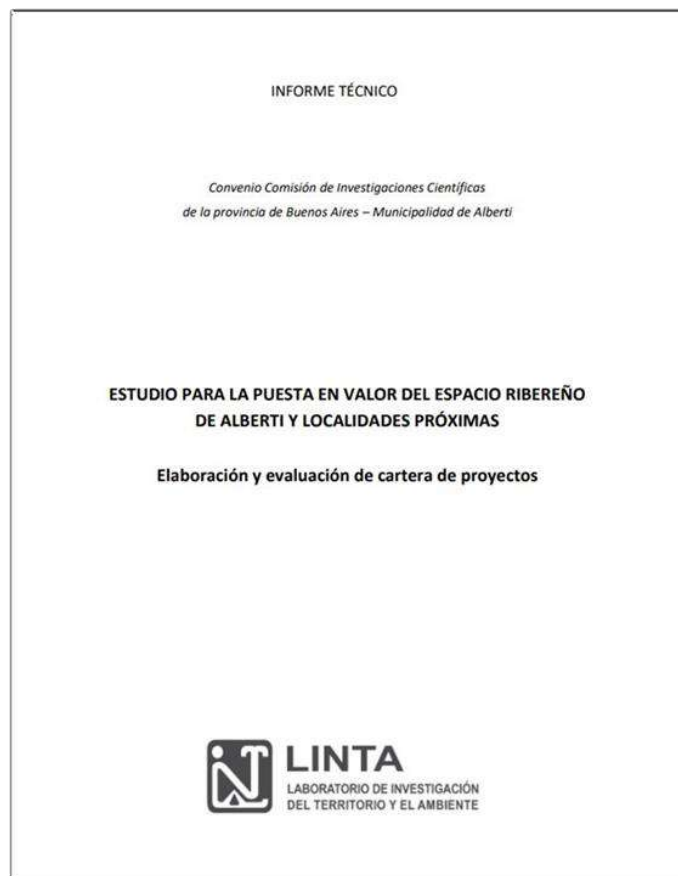 INFORME TÉCNICO
Convenio Comisión de Investigaciones Científicas
de la provincia de Buenos Aires – Municipalidad de Alberti
ESTUDIO PARA LA PUESTA EN VALOR DEL ESPACIO RIBEREÑO
DE ALBERTI Y LOCALIDADES PRÓXIMAS
Elaboración y evaluación de cartera de proyectos
LINTA
LABORATORIO DE INVESTIGACIÓN
DEL TERRITORIO Y EL AMBIENTE